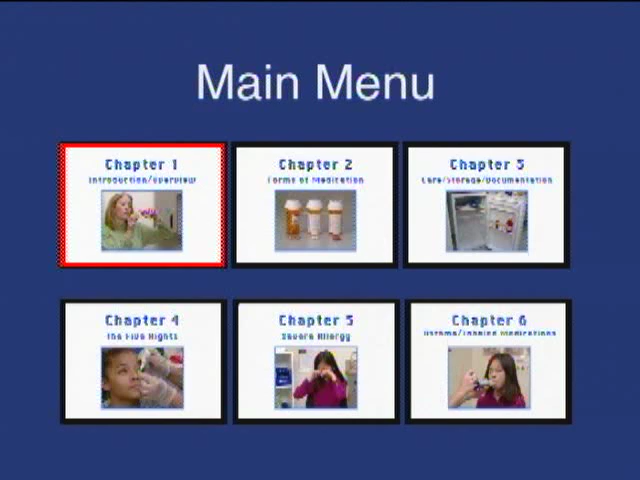 Main Menu
Chapter 1
Introduction/Overview
Chapter 2
Forms of Medication
Chapter 3
Care/Storage/Documentation
Chapter 4
The Five Rights
Chapter 5
Severe Allergy
Chapter 6
Asthma/Inhaled Medications